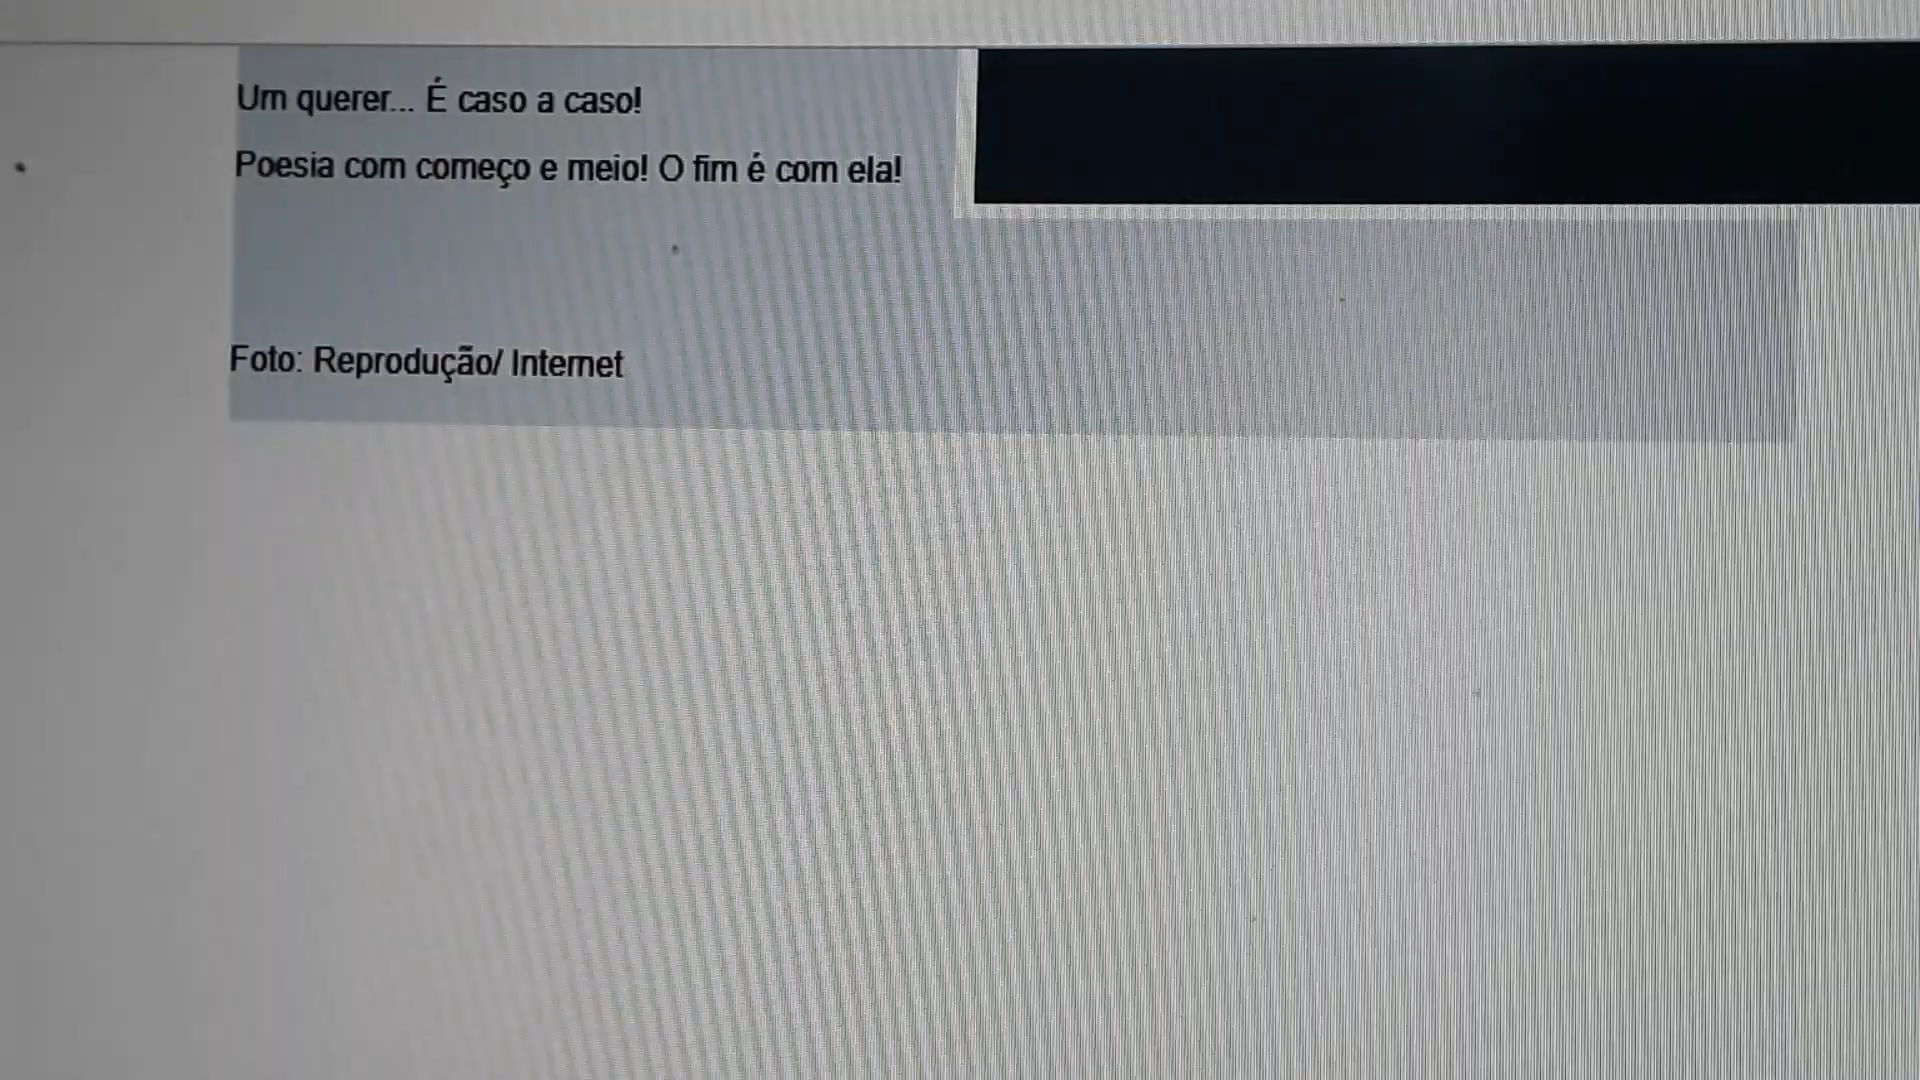 Um querer... É caso a caso!
Poesia com começo e meio! O fim é com ela!
Foto: Reprodução/ Internet